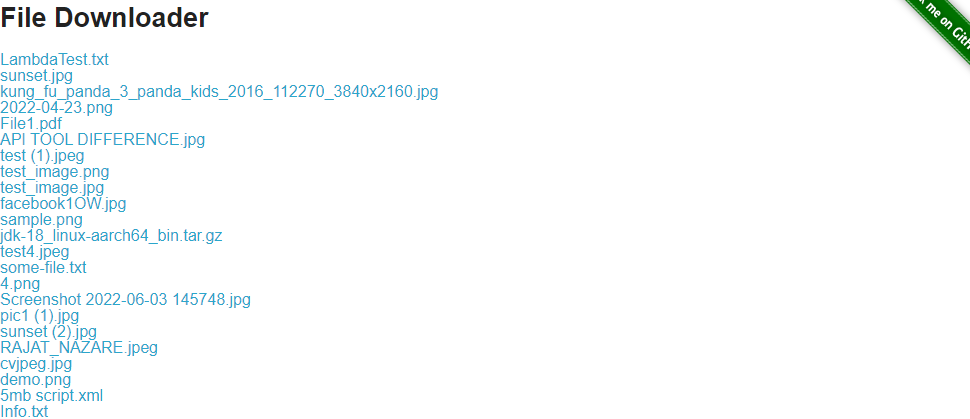 File Downloader
me on GitH
LambdaTest.txt
sunset.jpg
kung_fu_panda_3_panda_kids_2016_112270_3840x2160.jpg
2022-04-23.png
File1.pdf
API TOOL DIFFERENCE.jpg
test (1).jpeg
test_image.png
test_image.jpg
facebook1OW.jpg
sample.png
jdk-18_linux-aarch64_bin.tar.gz
test4.jpeg
some-file.txt
4.png
Screenshot 2022-06-03 145748.jpg
pic1 (1).jpg
sunset (2).jpg
RAJAT_NAZARE.jpeg
cvjpeg.jpg
demo.png
5mb script.xml
Info.txt